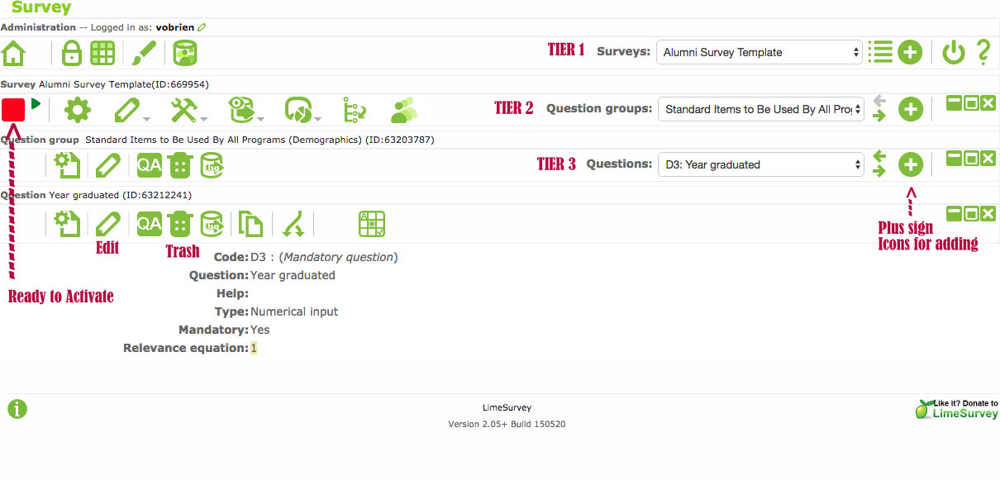 Survey
Administration -- Logged in as: vobrien
TIER 1 Surveys: Alumni Survey Template
Survey Alumni Survey Template(ID:669954)
TIER 2 Question groups: Standard Items to Be Used By All Prog
Question group Standard Items to Be Used By All Programs (Demographics) (ID:63203787)
QA lsg TIER 3 Questions: D3: Year graduated
Question Year graduated (ID:63212241)
QA lsg
Plus sign
Icons for adding
Edit Trash
Code: D3 : (Mandatory question)
Question: Year graduated
Help:
Ready to Activate
Type: Numerical input
Mandatory: Yes
Relevance equation: 1
LimeSurvey
Version 2.05+ Build 150520
Like it? Donate to
LimeSurvey